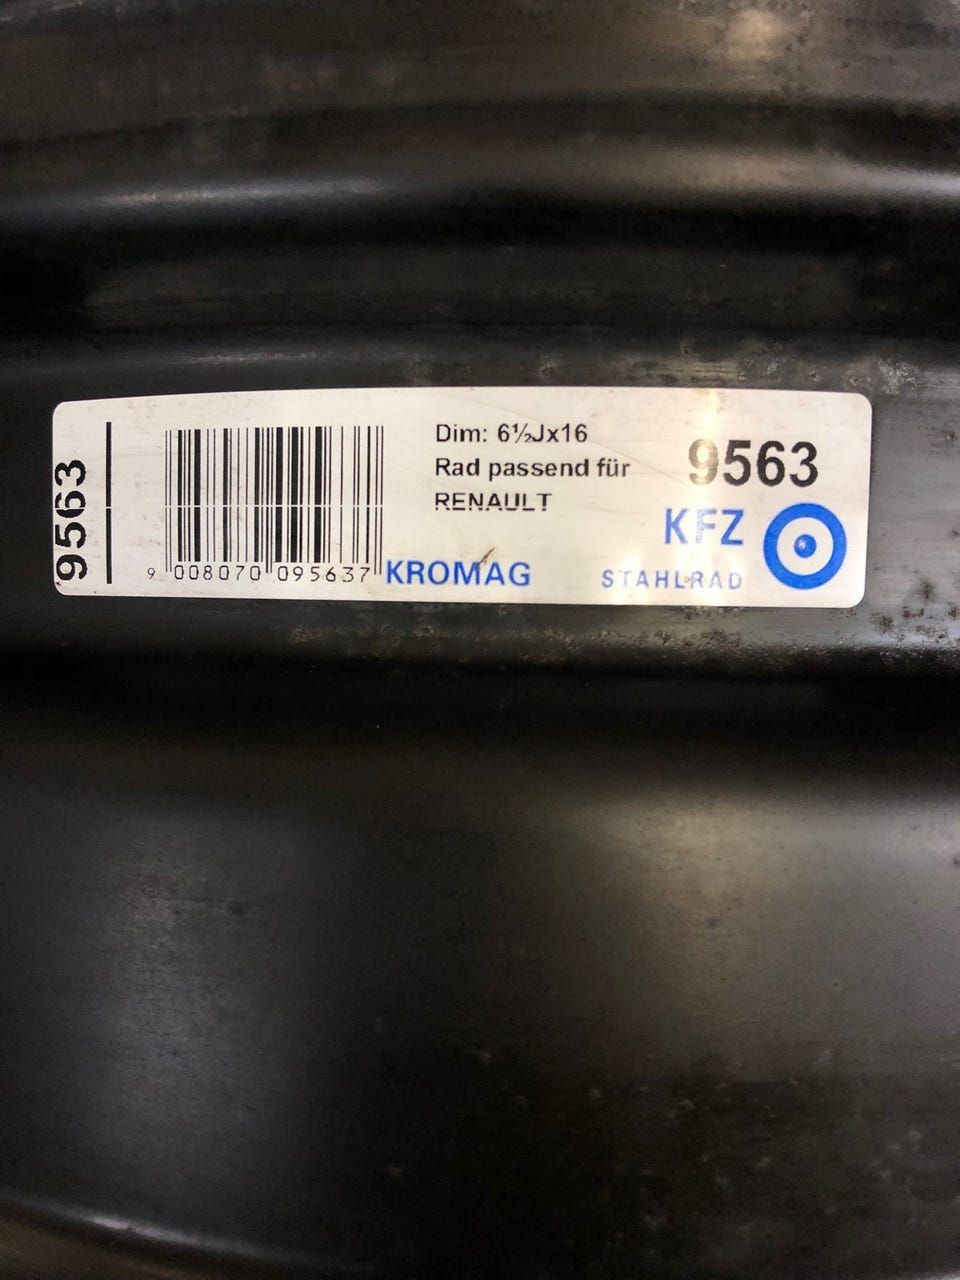 9563
9 008070 095637
Dim: 6½Jx16
Rad passend für
RENAULT
KROMAG
9563
KFZ
STAHLRAD